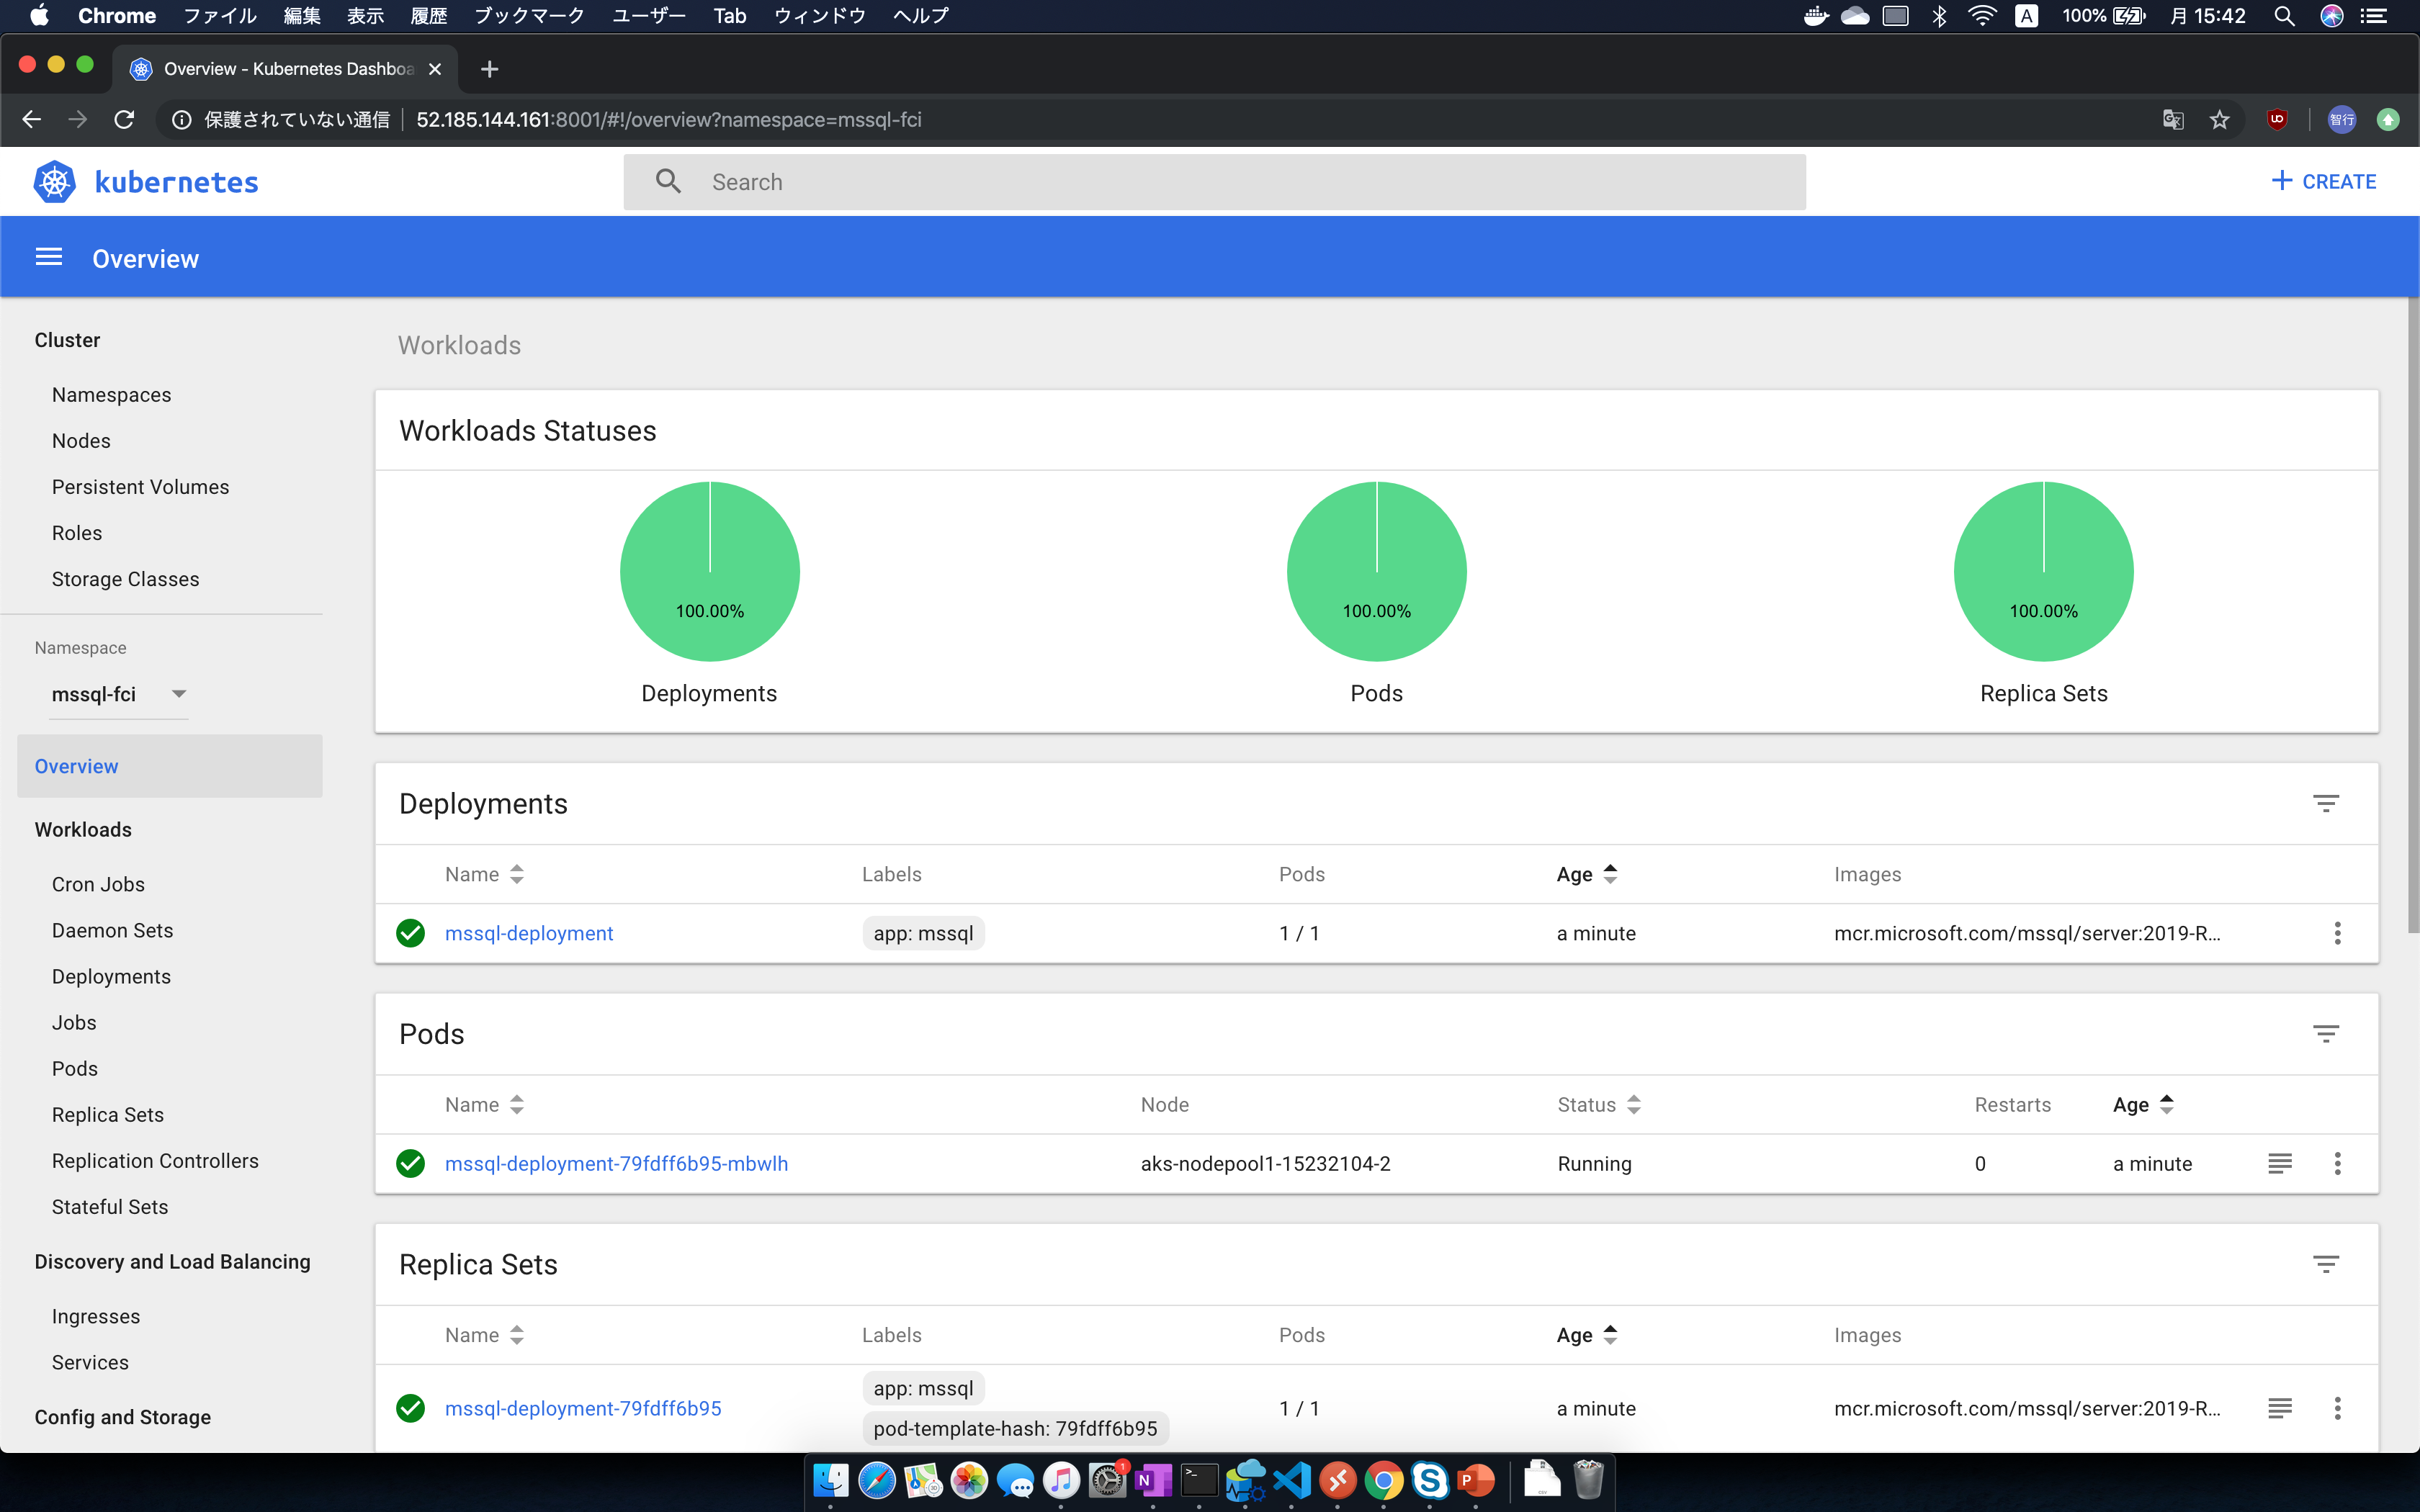 Chrome ファイル 編集 表示 履歴 ブックマーク ユーザー Tab ウィンドウ ヘルプ A 100% 月 15:42
Overview - Kubernetes Dashboa
保護されていない通信 52.185.144.161:8001/#!/overview?namespace=mssql-fci 智行
kubernetes Search CREATE
Overview
Cluster
Namespaces
Nodes
Persistent Volumes
Roles
Storage Classes
Namespace
mssql-fci
Overview
Workloads
Cron Jobs
Daemon Sets
Deployments
Jobs
Pods
Replica Sets
Replication Controllers
Stateful Sets
Discovery and Load Balancing
Ingresses
Services
Config and Storage
Workloads
Workloads Statuses
100.00% 100.00% 100.00%
Deployments Pods Replica Sets
Deployments
Name Labels Pods Age Images
mssql-deployment app: mssql 1 / 1 a minute mcr.microsoft.com/mssql/server:2019-R...
Pods
Name Node Status Restarts Age
mssql-deployment-79fdff6b95-mbwlh aks-nodepool1-15232104-2 Running 0 a minute
Replica Sets
Name Labels Pods Age Images
app: mssql
mssql-deployment-79fdff6b95 1 / 1 a minute mcr.microsoft.com/mssql/server:2019-R...
pod-template-hash: 79fdff6b95